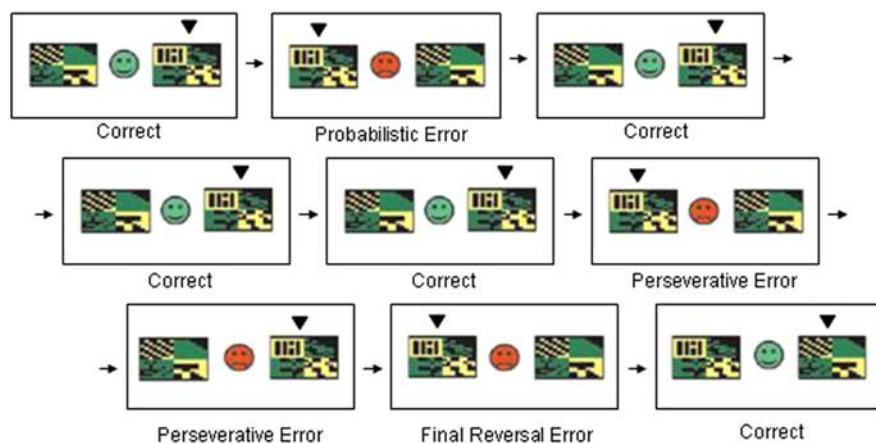 Correct
Probabilistic Error
Correct
Correct
Correct
Perseverative Error
Perseverative Error
Final Reversal Error
Correct